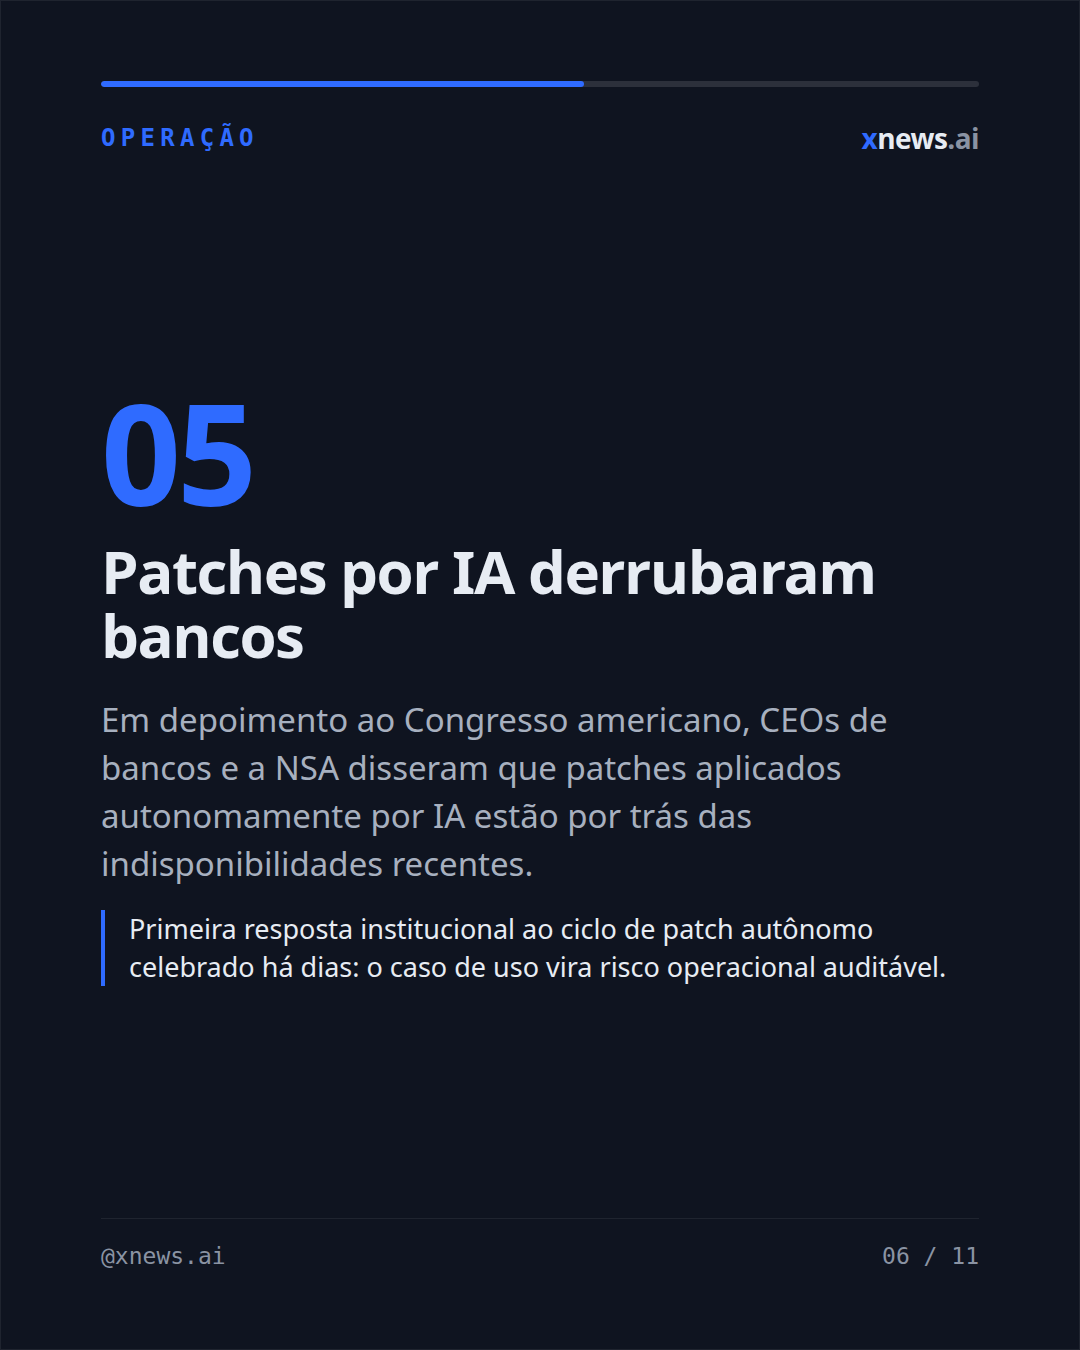 OPERAÇÃO
xnews.ai
05
Patches por IA derrubaram
bancos
Em depoimento ao Congresso americano, CEOs de
bancos e a NSA disseram que patches aplicados
autonomamente por IA estão por trás das
indisponibilidades recentes.
Primeira resposta institucional ao ciclo de patch autônomo
celebrado há dias: o caso de uso vira risco operacional auditável.
@xnews.ai
06 / 11